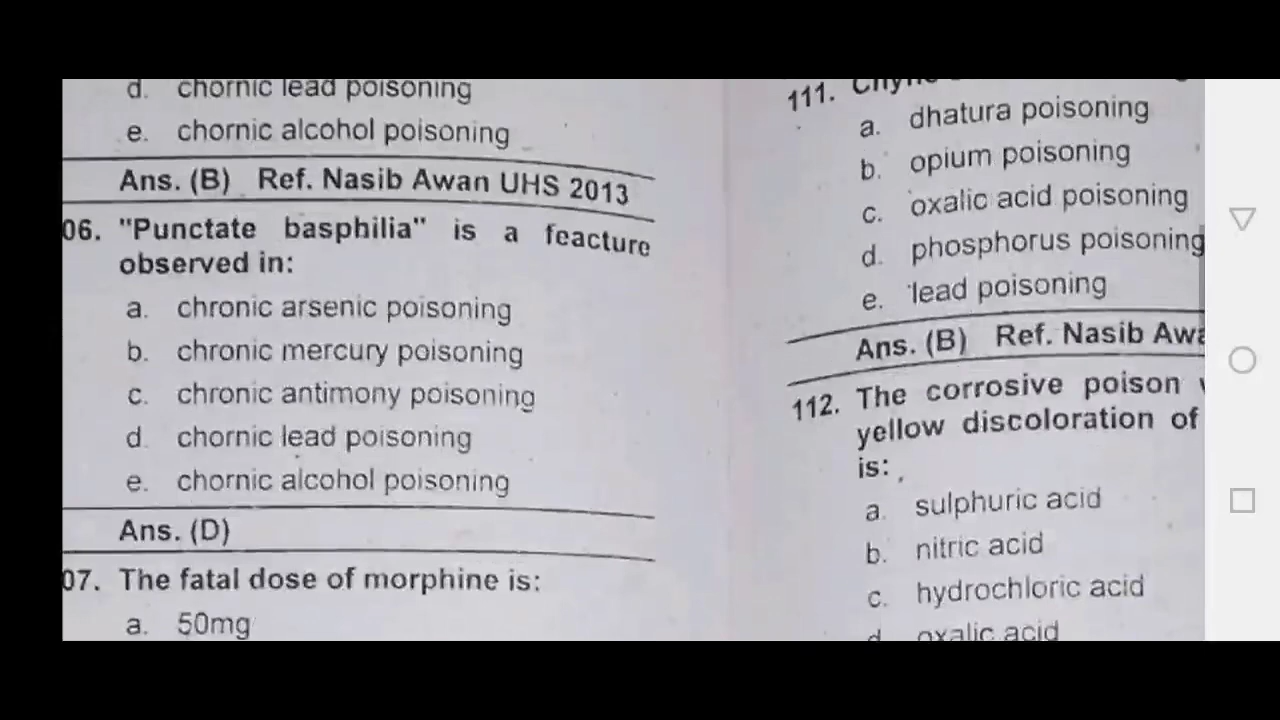 d. chornic lead poisoning
e. chornic alcohol poisoning
Ans. (B) Ref. Nasib Awan UHS 2013
06. "Punctate basphilia" is a feacture
observed in:
a. chronic arsenic poisoning
b. chronic mercury poisoning
c. chronic antimony poisoning
d. chornic lead poisoning
e. chornic alcohol poisoning
Ans. (D)
07. The fatal dose of morphine is:
a. 50mg
111.
a. dhatura poisoning
b. opium poisoning
c. oxalic acid poisoning
d. phosphorus poisoning
e. lead poisoning
Ans. (B) Ref. Nasib Awa
112. The corrosive poison
yellow discoloration of
is:
a. sulphuric acid
b. nitric acid
c. hydrochloric acid
d oxalic acid